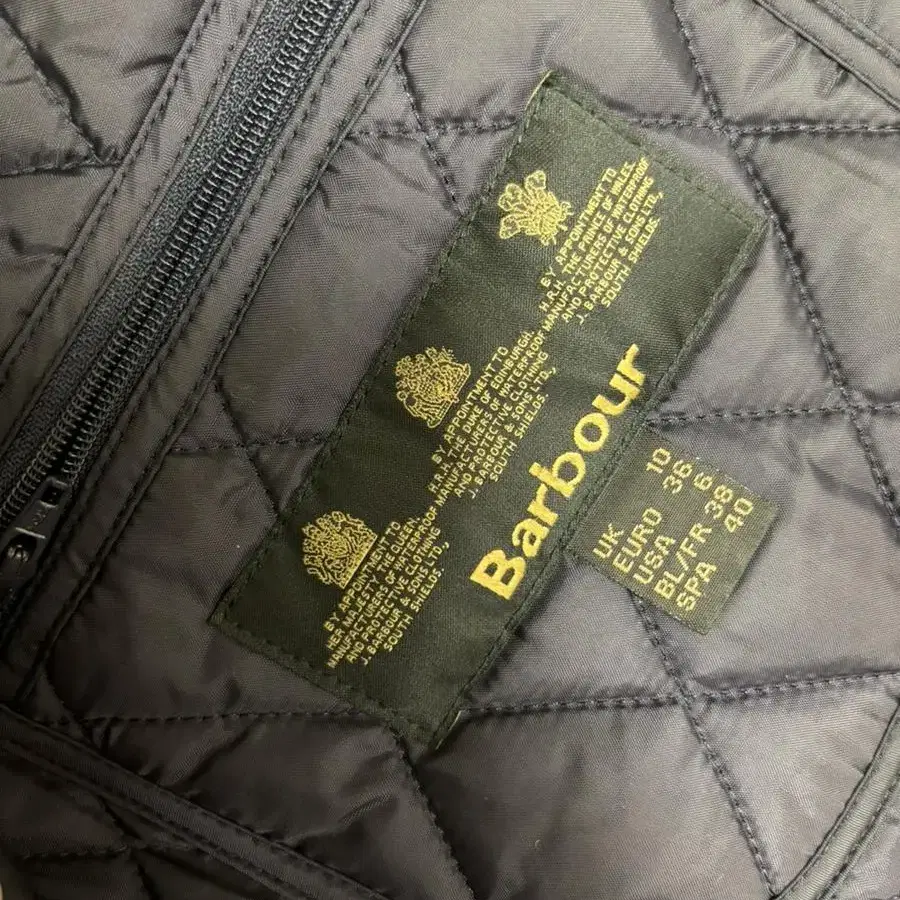 BY APPOINTMENT TO
HER MAJESTY THE QUEEN.
MANUFACTURERS OF WATERPROOF
AND PROTECTIVE CLOTHING
J. BARBOUR & SONS LTD.,
SOUTH SHIELDS.
BY APPOINTMENT TO
H.R.H. THE DUKE OF EDINBURGH.
MANUFACTURERS OF WATERPROOF
AND PROTECTIVE CLOTHING
J. BARBOUR & SONS LTD.,
SOUTH SHIELDS.
BY APPOINTMENT TO
H.R.H. THE PRINCE OF WALES.
MANUFACTURERS OF WATERPROOF
AND PROTECTIVE CLOTHING
J. BARBOUR & SONS LTD.,
SOUTH SHIELDS.
Barbour
UK 10
EURO 36
USA 6
BL/FR 38
SPA 40